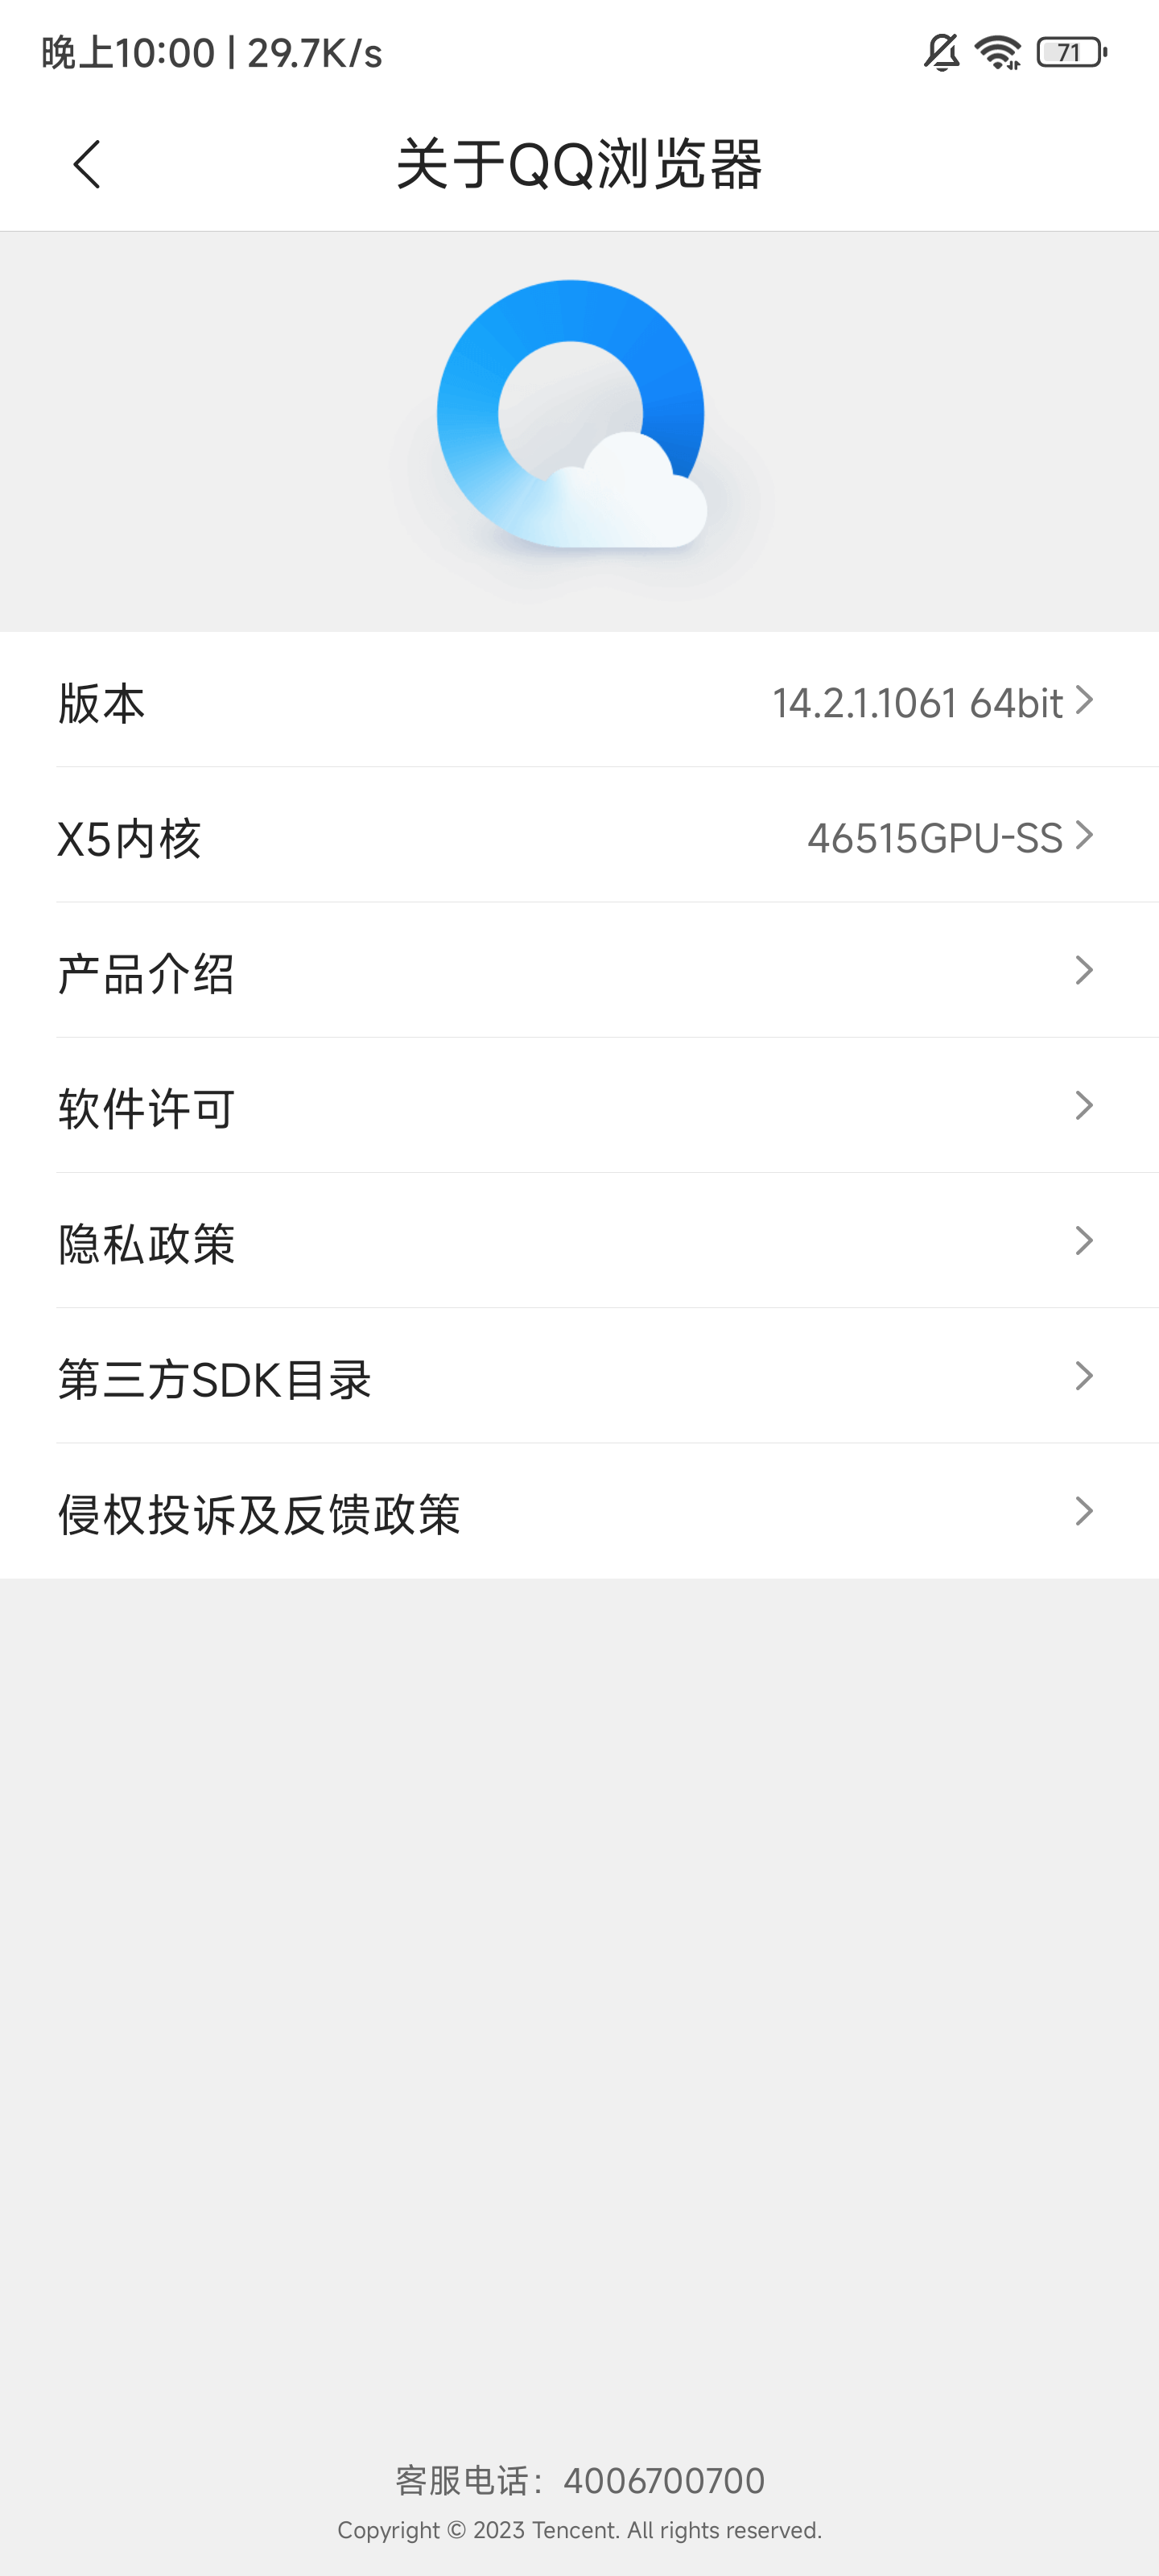 晚上10:00 | 29.7K/s
71
关于QQ浏览器
版本 14.2.1.1061 64bit
X5内核 46515GPU-SS
产品介绍
软件许可
隐私政策
第三方SDK目录
侵权投诉及反馈政策
客服电话：4006700700
Copyright © 2023 Tencent. All rights reserved.